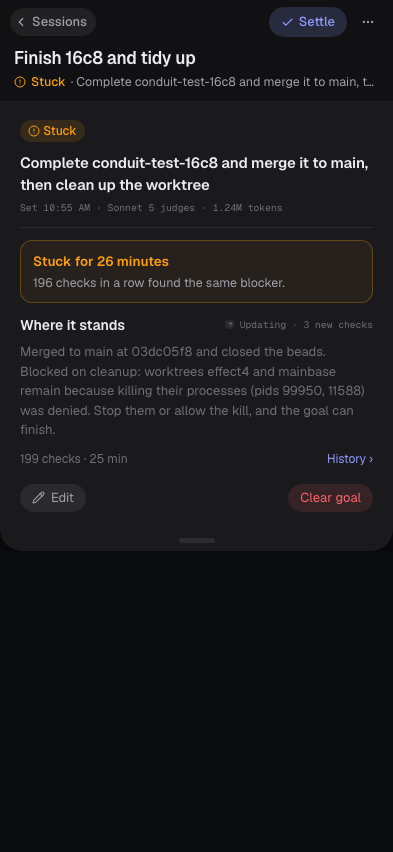 Sessions
Settle
Finish 16c8 and tidy up
Stuck · Complete conduit-test-16c8 and merge it to main, t…
Stuck
Complete conduit-test-16c8 and merge it to main,
then clean up the worktree
Set 10:55 AM · Sonnet 5 judges · 1.24M tokens
Stuck for 26 minutes
196 checks in a row found the same blocker.
Where it stands
Updating · 3 new checks
Merged to main at 03dc05f8 and closed the beads.
Blocked on cleanup: worktrees effect4 and mainbase
remain because killing their processes (pids 99950, 11588)
was denied. Stop them or allow the kill, and the goal can
finish.
199 checks · 25 min
History ›
Edit
Clear goal